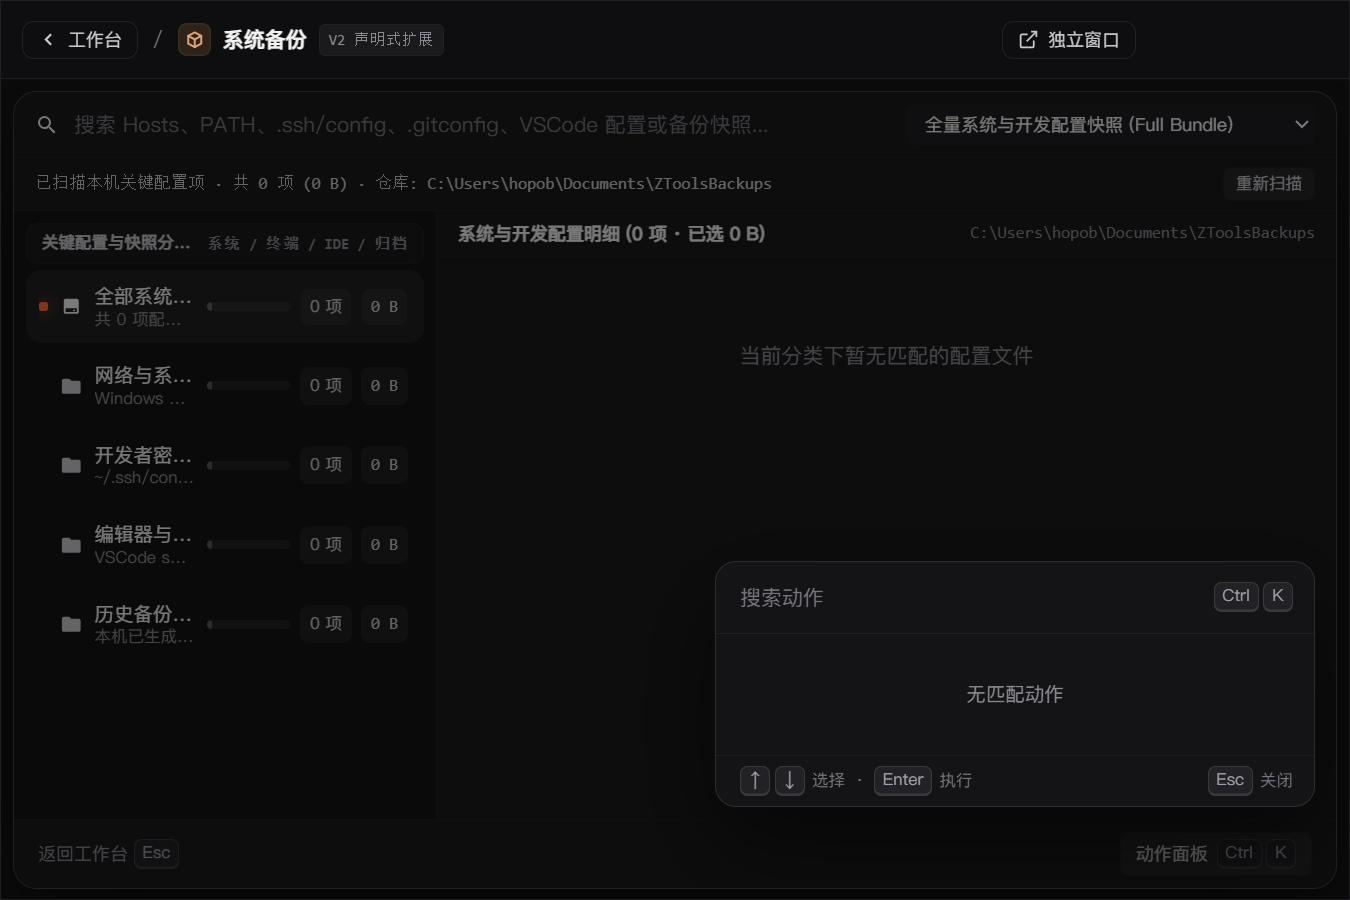 工作台 / 系统备份 V2 声明式扩展 独立窗口
搜索 Hosts、PATH、.ssh/config、.gitconfig、VSCode 配置或备份快照... 全量系统与开发配置快照 (Full Bundle)
已扫描本机关键配置项 · 共 0 项 (0 B) · 仓库: C:\Users\hopob\Documents\ZToolsBackups 重新扫描
关键配置与快照分... 系统 / 终端 / IDE / 归档
全部系统... 0 项 0 B
共 0 项配...
网络与系... 0 项 0 B
Windows ...
开发者密... 0 项 0 B
~/.ssh/con...
编辑器与... 0 项 0 B
VSCode s...
历史备份... 0 项 0 B
本机已生成...
系统与开发配置明细 (0 项 · 已选 0 B) C:\Users\hopob\Documents\ZToolsBackups
当前分类下暂无匹配的配置文件
搜索动作 Ctrl K
无匹配动作
↑ ↓ 选择 · Enter 执行 Esc 关闭
返回工作台 Esc 动作面板 Ctrl K